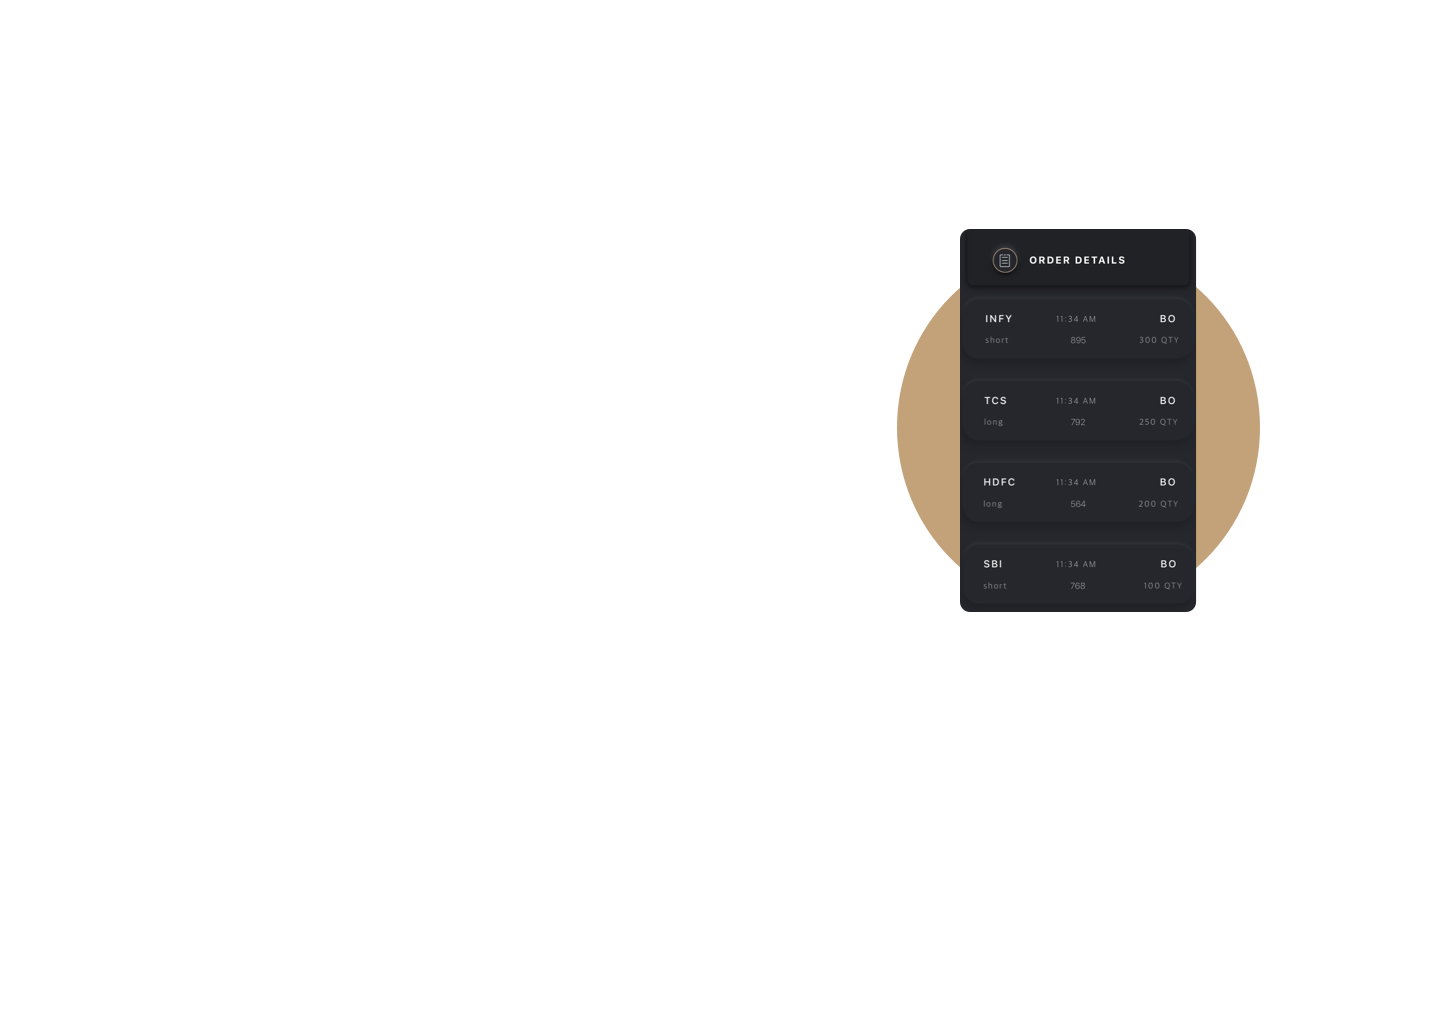 ORDER DETAILS
INFY 11:34 AM BO
short 895 300 QTY
TCS 11:34 AM BO
long 792 250 QTY
HDFC 11:34 AM BO
long 564 200 QTY
SBI 11:34 AM BO
short 768 100 QTY